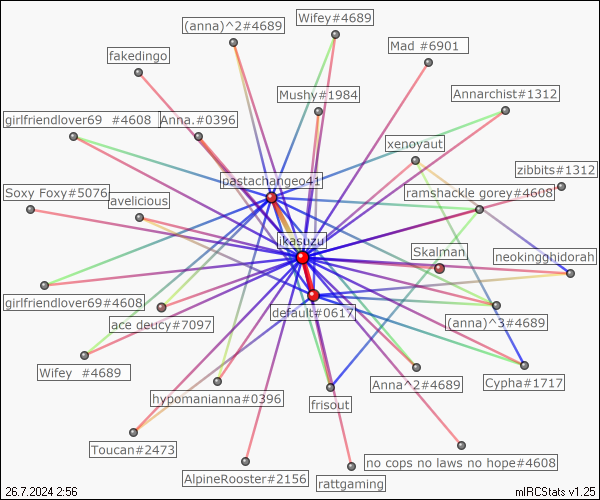 Wifey#4689
(anna)^2#4689
Mad #6901
fakedingo
Mushy#1984
Annarchist#1312
girlfriendlover69  #4608
Anna.#0396
xenoyaut
zibbits#1312
pastachangeo41
Soxy Foxy#5076
avelicious
ramshackle gorey#4608
ikasuzu
Skalman
neokingghidorah
girlfriendlover69#4608
default#0617
ace deucy#7097
(anna)^3#4689
Wifey  #4689
Anna^2#4689
Cypha#1717
hypomanianna#0396
frisout
Toucan#2473
no cops no laws no hope#4608
AlpineRooster#2156
rattgaming
26.7.2024 2:56
mIRCStats v1.25